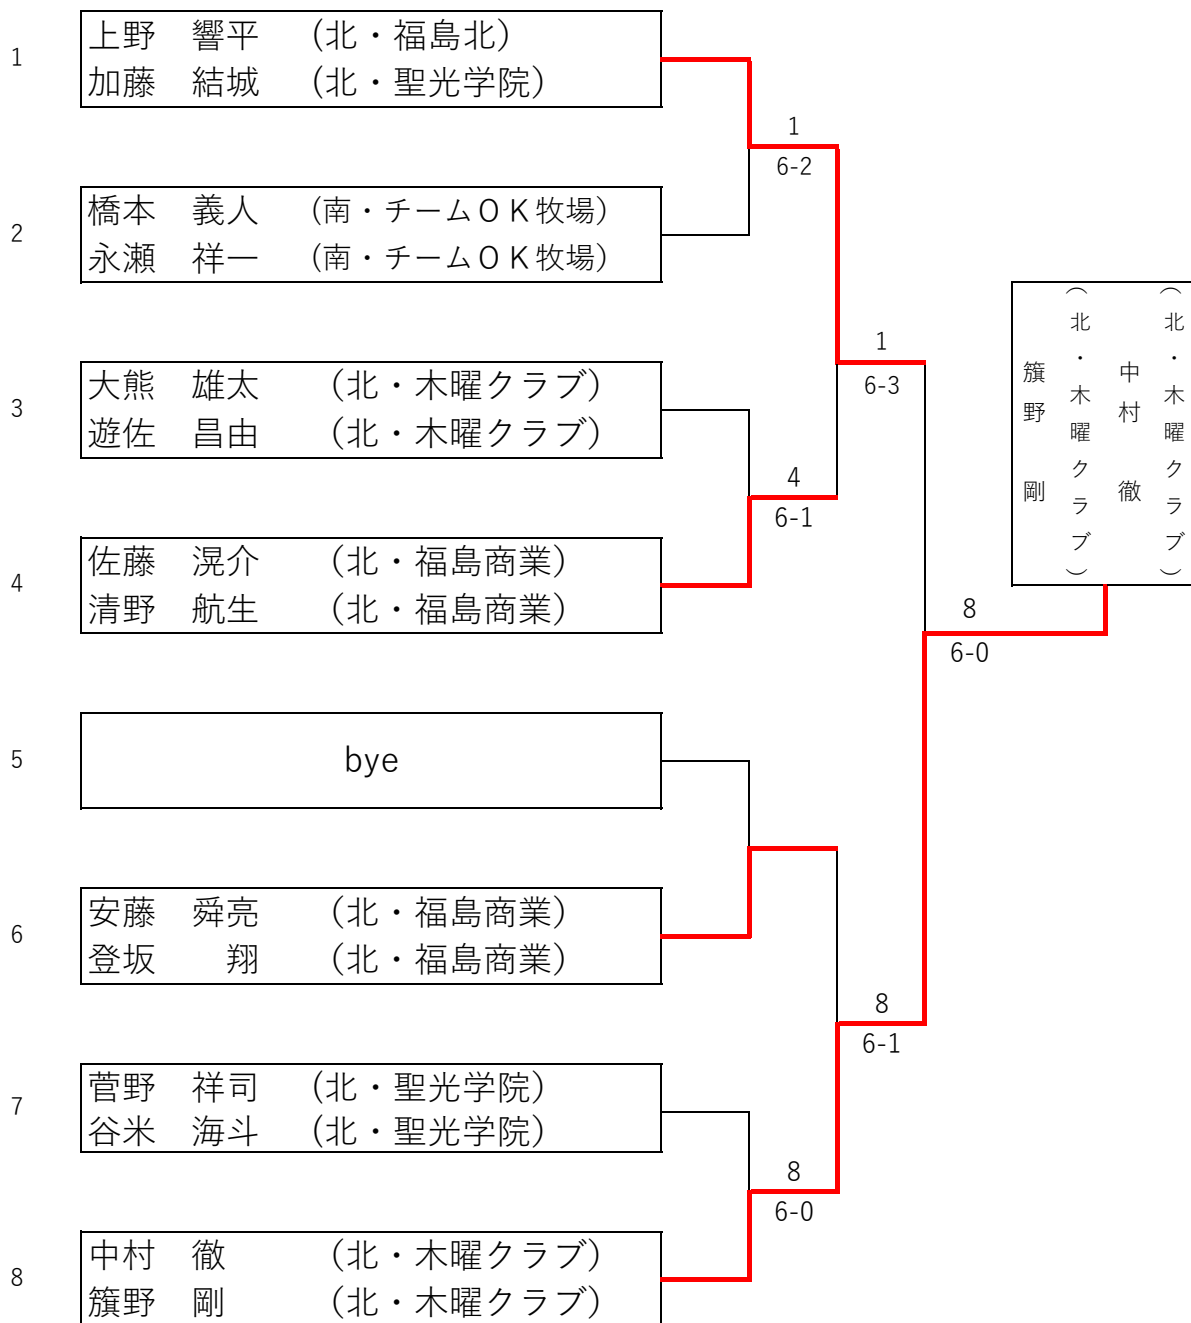 1
上野　響平　(北・福島北)
加藤　結城　(北・聖光学院)
1
6-2
2
橋本　義人　(南・チームＯＫ牧場)
永瀬　祥一　(南・チームＯＫ牧場)
1
6-3
3
大熊　雄太　(北・木曜クラブ)
遊佐　昌由　(北・木曜クラブ)
4
6-1
4
佐藤　滉介　(北・福島商業)
清野　航生　(北・福島商業)
中村　徹
(北・木曜クラブ)
籏野　剛
(北・木曜クラブ)
8
6-0
5
bye
6
安藤　舜亮　(北・福島商業)
登坂　翔　(北・福島商業)
8
6-1
7
菅野　祥司　(北・聖光学院)
谷米　海斗　(北・聖光学院)
8
6-0
8
中村　徹　(北・木曜クラブ)
籏野　剛　(北・木曜クラブ)